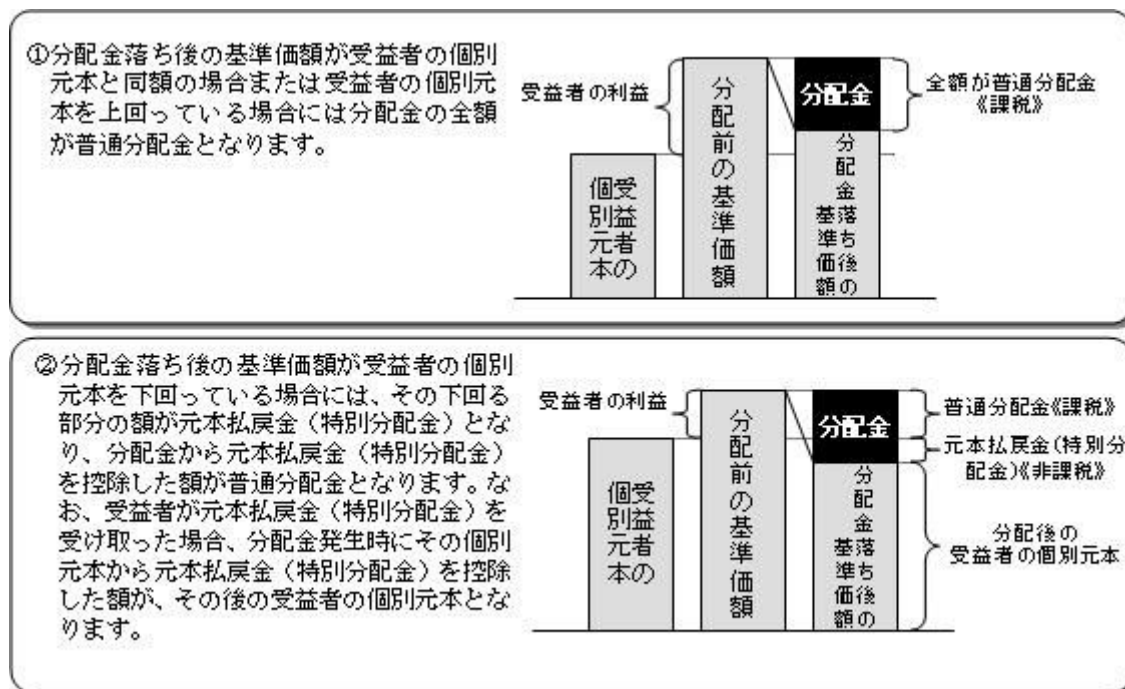 ①分配金落ち後の基準価額が受益者の個別
元本と同額の場合または受益者の個別元
本を上回っている場合には分配金の全額
が普通分配金となります。
受益者の利益
受益者の
個別元本
分配前の基準価額
分配金
分配金落ち後の
基準価額
全額が普通分配金
《課税》
②分配金落ち後の基準価額が受益者の個別
元本を下回っている場合には、その下回る
部分の額が元本払戻金（特別分配金）とな
り、分配金から元本払戻金（特別分配金）
を控除した額が普通分配金となります。な
お、受益者が元本払戻金（特別分配金）を
受け取った場合、分配金発生時にその個別
元本から元本払戻金（特別分配金）を控除
した額が、その後の受益者の個別元本とな
ります。
受益者の利益
受益者の
個別元本
分配前の基準価額
分配金
分配金落ち後の
基準価額
普通分配金《課税》
元本払戻金（特別分
配金）《非課税》
分配後の
受益者の個別元本